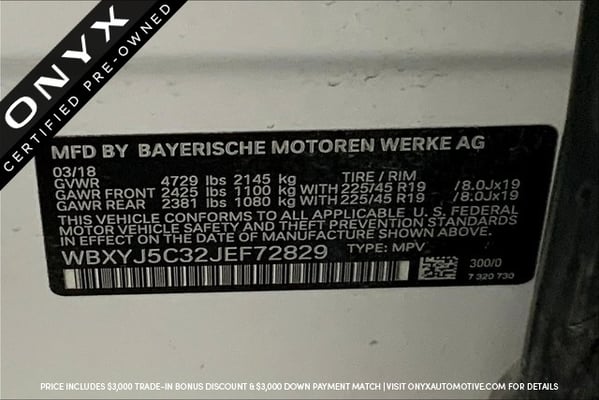 ONYX
CERTIFIED PRE-OWNED
MFD BY BAYERISCHE MOTOREN WERKE AG
03/18
GVWR 4729 lbs 2145 kg TIRE / RIM
GAWR FRONT 2425 lbs 1100 kg WITH 225/45 R19 /8.0Jx19
GAWR REAR 2381 lbs 1080 kg WITH 225/45 R19 /8.0Jx19
THIS VEHICLE CONFORMS TO ALL APPLICABLE U. S. FEDERAL
MOTOR VEHICLE SAFETY AND THEFT PREVENTION STANDARDS
IN EFFECT ON THE DATE OF MANUFACTURE SHOWN ABOVE.
WBXYJ5C32JEF72829 TYPE: MPV
300/0
7 320 730
PRICE INCLUDES $3,000 TRADE-IN BONUS DISCOUNT & $3,000 DOWN PAYMENT MATCH | VISIT ONYXAUTOMOTIVE.COM FOR DETAILS